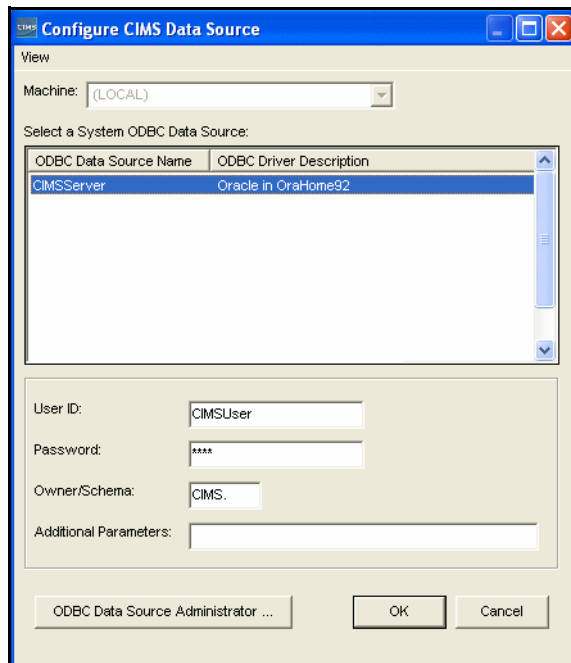 CIMS Configure CIMS Data Source
View
Machine: (LOCAL)
Select a System ODBC Data Source:
ODBC Data Source Name ODBC Driver Description
CIMSServer Oracle in OraHome92
User ID: CIMSUser
Password: ****
Owner/Schema: CIMS.
Additional Parameters:
ODBC Data Source Administrator ... OK Cancel